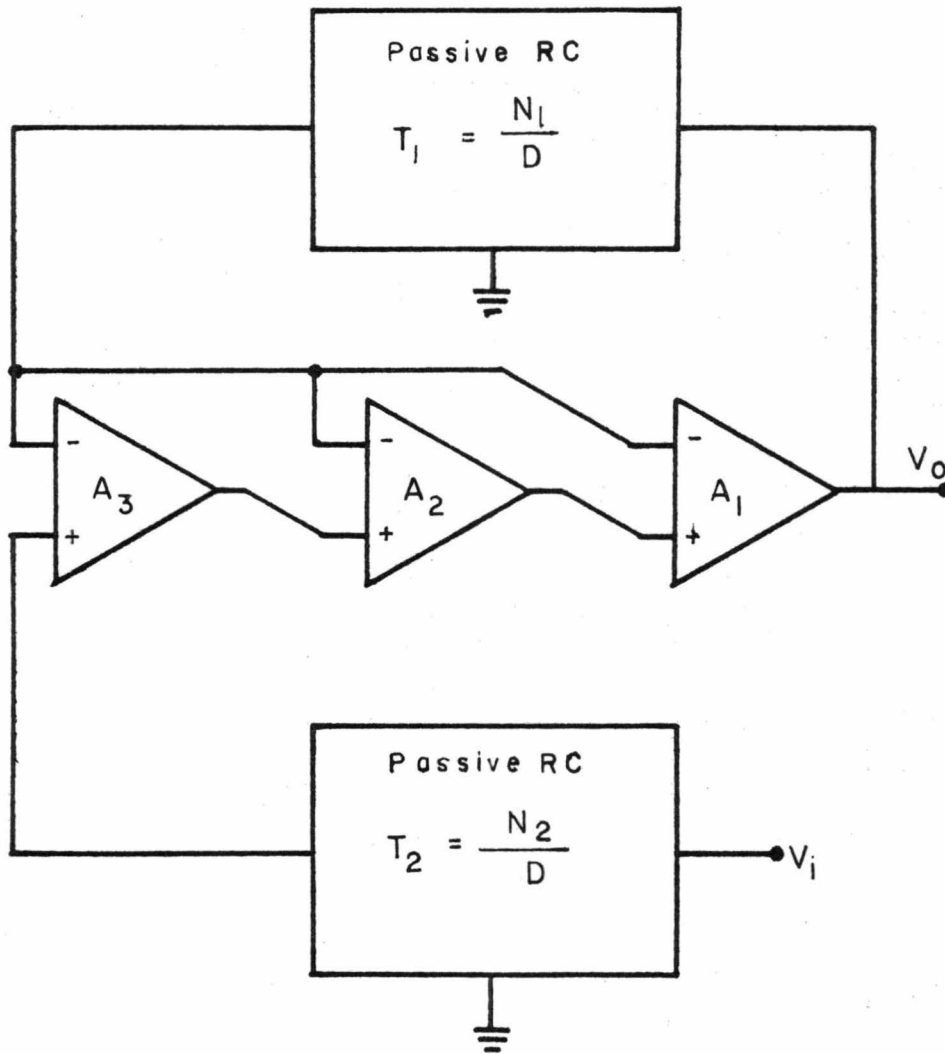 Passive RC
T₁ = N₁/D
- - -
A₃ A₂ A₁ Vₒ
+ + +
Passive RC
T₂ = N₂/D
Vᵢ